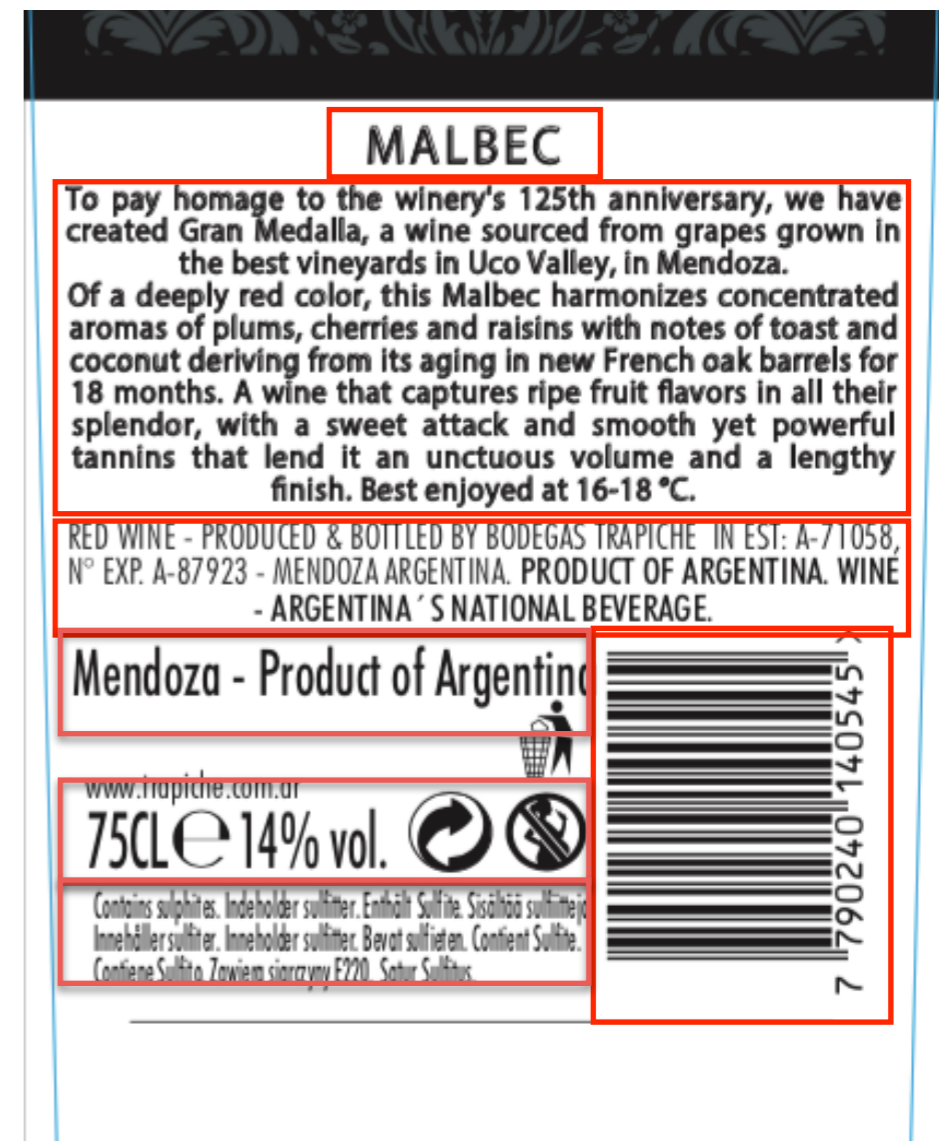 MALBEC
To pay homage to the winery's 125th anniversary, we have
created Gran Medalla, a wine sourced from grapes grown in
the best vineyards in Uco Valley, in Mendoza.
Of a deeply red color, this Malbec harmonizes concentrated
aromas of plums, cherries and raisins with notes of toast and
coconut deriving from its aging in new French oak barrels for
18 months. A wine that captures ripe fruit flavors in all their
splendor, with a sweet attack and smooth yet powerful
tannins that lend it an unctuous volume and a lengthy
finish. Best enjoyed at 16-18 °C.
RED WINE - PRODUCED & BOTTLED BY BODEGAS TRAPICHE IN EST: A-71058,
N° EXP. A-87923 - MENDOZA ARGENTINA. PRODUCT OF ARGENTINA. WINE
- ARGENTINA´S NATIONAL BEVERAGE.
Mendoza - Product of Argentina
www.trapiche.com.ar
75CL e 14% vol.
Contains sulphites. Indeholder sulfitter. Enthält Sulfite. Sisältöä sulfiitteja
Innehåller sulfiter. Inneholder sulfitter. Bevat sulfieten. Contient Sulfite.
Contiene Sulfito. Zawiera siarczyny E220. Satur Sulfitus.
7 790240 140545 >